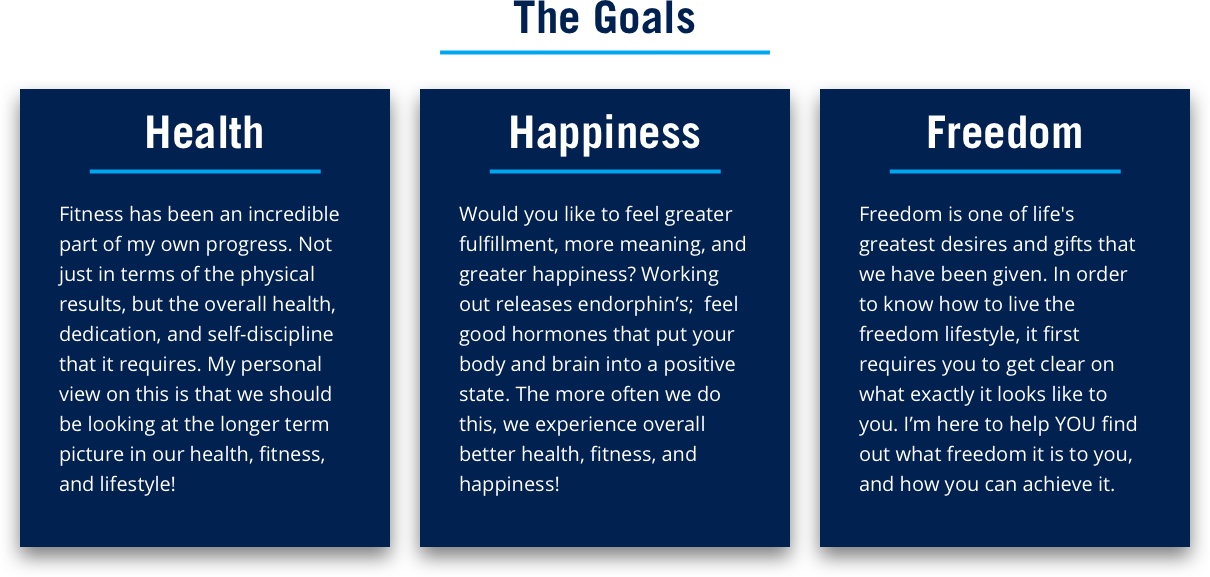 The Goals
Health
Fitness has been an incredible
part of my own progress. Not
just in terms of the physical
results, but the overall health,
dedication, and self-discipline
that it requires. My personal
view on this is that we should
be looking at the longer term
picture in our health, fitness,
and lifestyle!
Happiness
Would you like to feel greater
fulfillment, more meaning, and
greater happiness? Working
out releases endorphin’s;  feel
good hormones that put your
body and brain into a positive
state. The more often we do
this, we experience overall
better health, fitness, and
happiness!
Freedom
Freedom is one of life's
greatest desires and gifts that
we have been given. In order
to know how to live the
freedom lifestyle, it first
requires you to get clear on
what exactly it looks like to
you. I’m here to help YOU find
out what freedom it is to you,
and how you can achieve it.